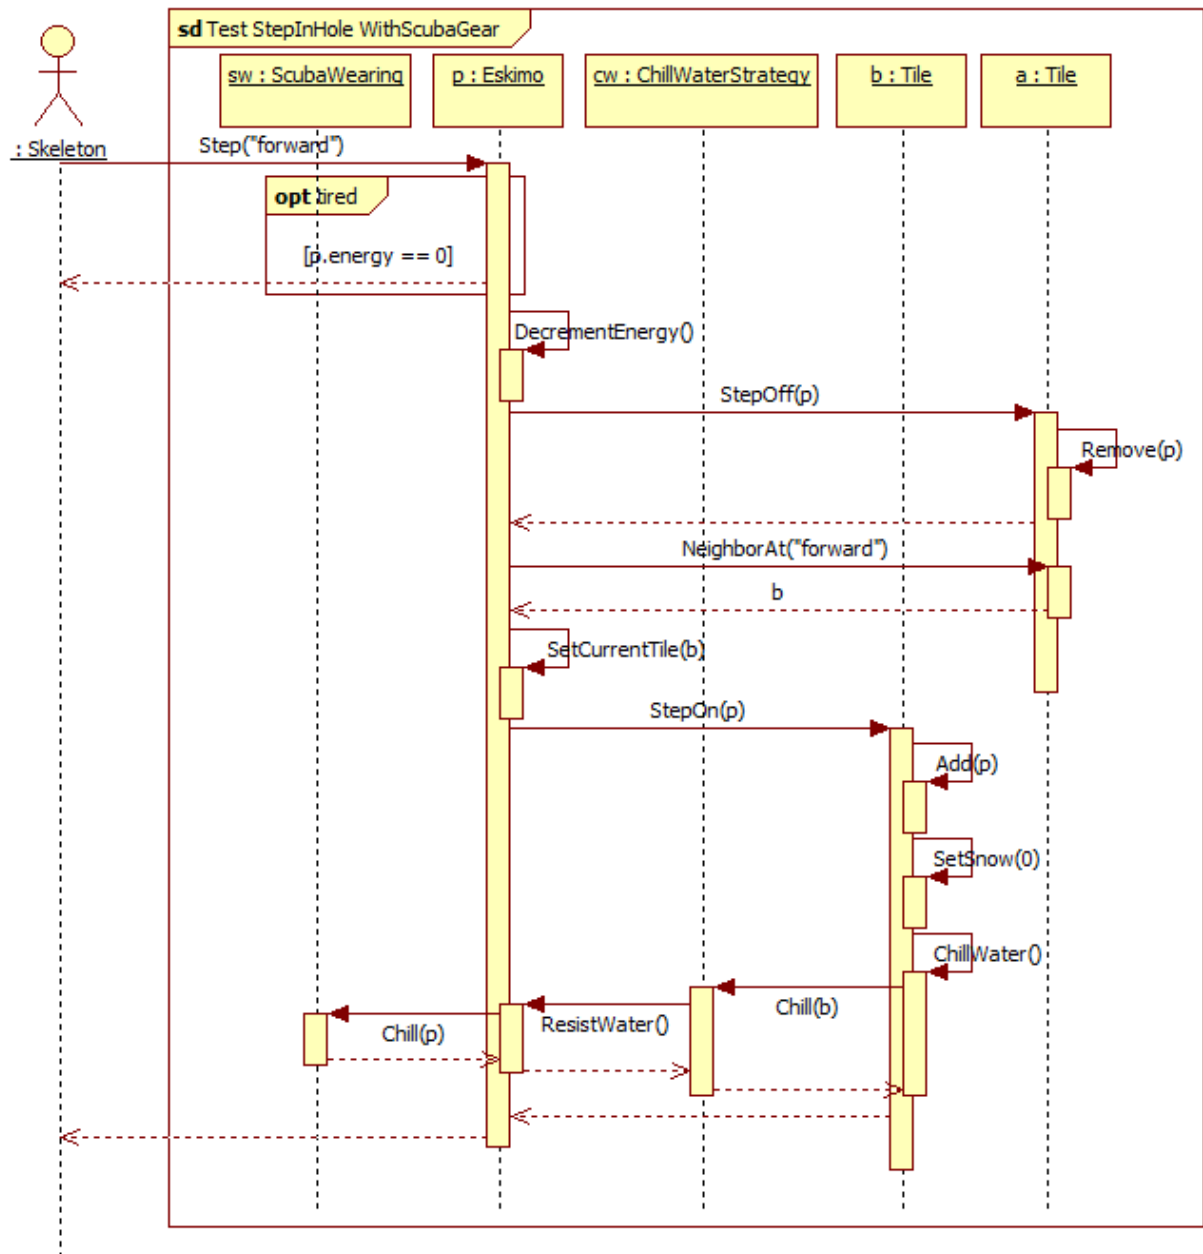 sd Test StepInHole WithScubaGear
sw : ScubaWearing
p : Eskimo
cw : ChillWaterStrategy
b : Tile
a : Tile
: Skeleton
Step("forward")
opt tired
[p.energy == 0]
DecrementEnergy()
StepOff(p)
Remove(p)
NeighborAt("forward")
b
SetCurrentTile(b)
StepOn(p)
Add(p)
SetSnow(0)
ChillWater()
Chill(b)
ResistWater()
Chill(p)